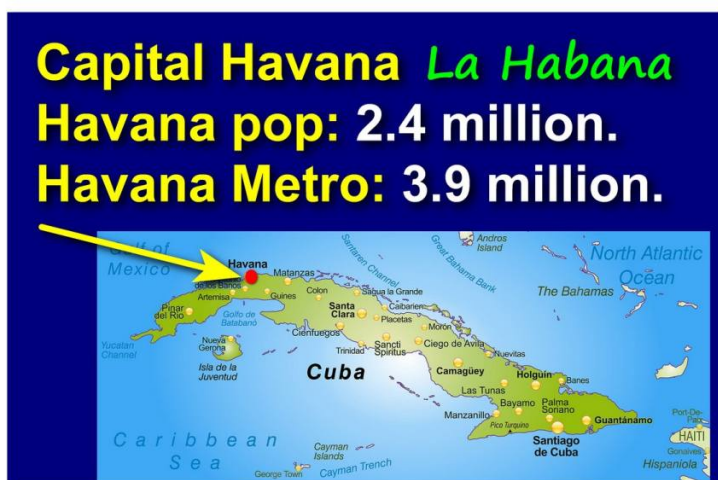 Capital Havana La Habana
Havana pop: 2.4 million.
Havana Metro: 3.9 million.
Gulf of
Mexico
Havana
Matanzas
Artemisa
Guines
Colon
Pinar
del Rio
Golfo de
Batabanó
Yucatan
Channel
Nueva
Gerona
Isla de la
Juventud
Santaren Channel
Great Bahama Bank
Andros
Island
North Atlantic
Ocean
The Bahamas
Sagua la Grande
Caibarien
Santa
Clara
Placetas
Cienfuegos
Morón
Trinidad
Sancti
Spiritus
Ciego de Avila
Nuevitas
Cuba
Camagüey
Holguin
Banes
Las Tunas
Bayamo
Palma
Soriano
Manzanillo
Pico Turquino
Guantánamo
Santiago
de Cuba
Caribbean
Sea
Cayman
Islands
George Town
Cayman Trench
Port-De-
HAITI
Gonaives
Hispaniola